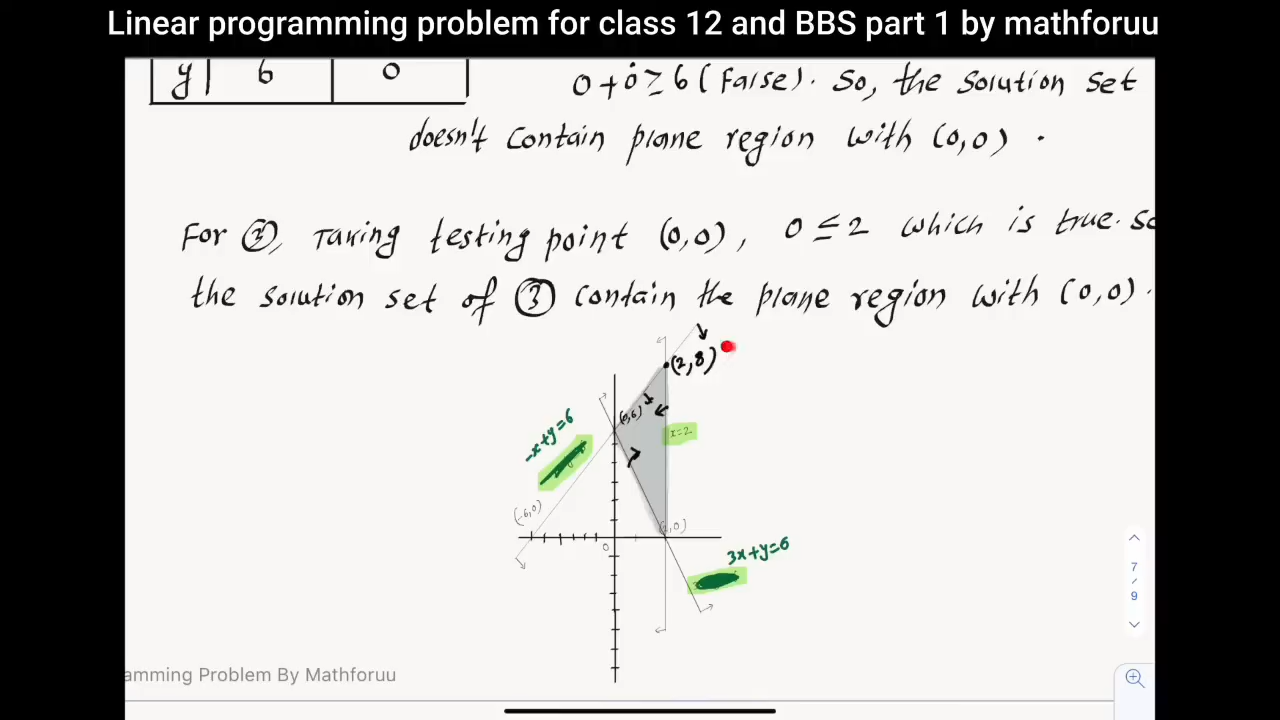 Linear programming problem for class 12 and BBS part 1 by mathforuu
y 6 0
0+0≥6 (False). So, the solution set
doesn't contain plane region with (0,0).
For ③, Taking testing point (0,0), 0≤2 which is true. So
the solution set of ③ contain the plane region with (0,0).
(2,8)
(0,6)
-x+y=6
x=2
(-6,0)
(2,0)
0
3x+y=6
7
/
9
amming Problem By Mathforuu